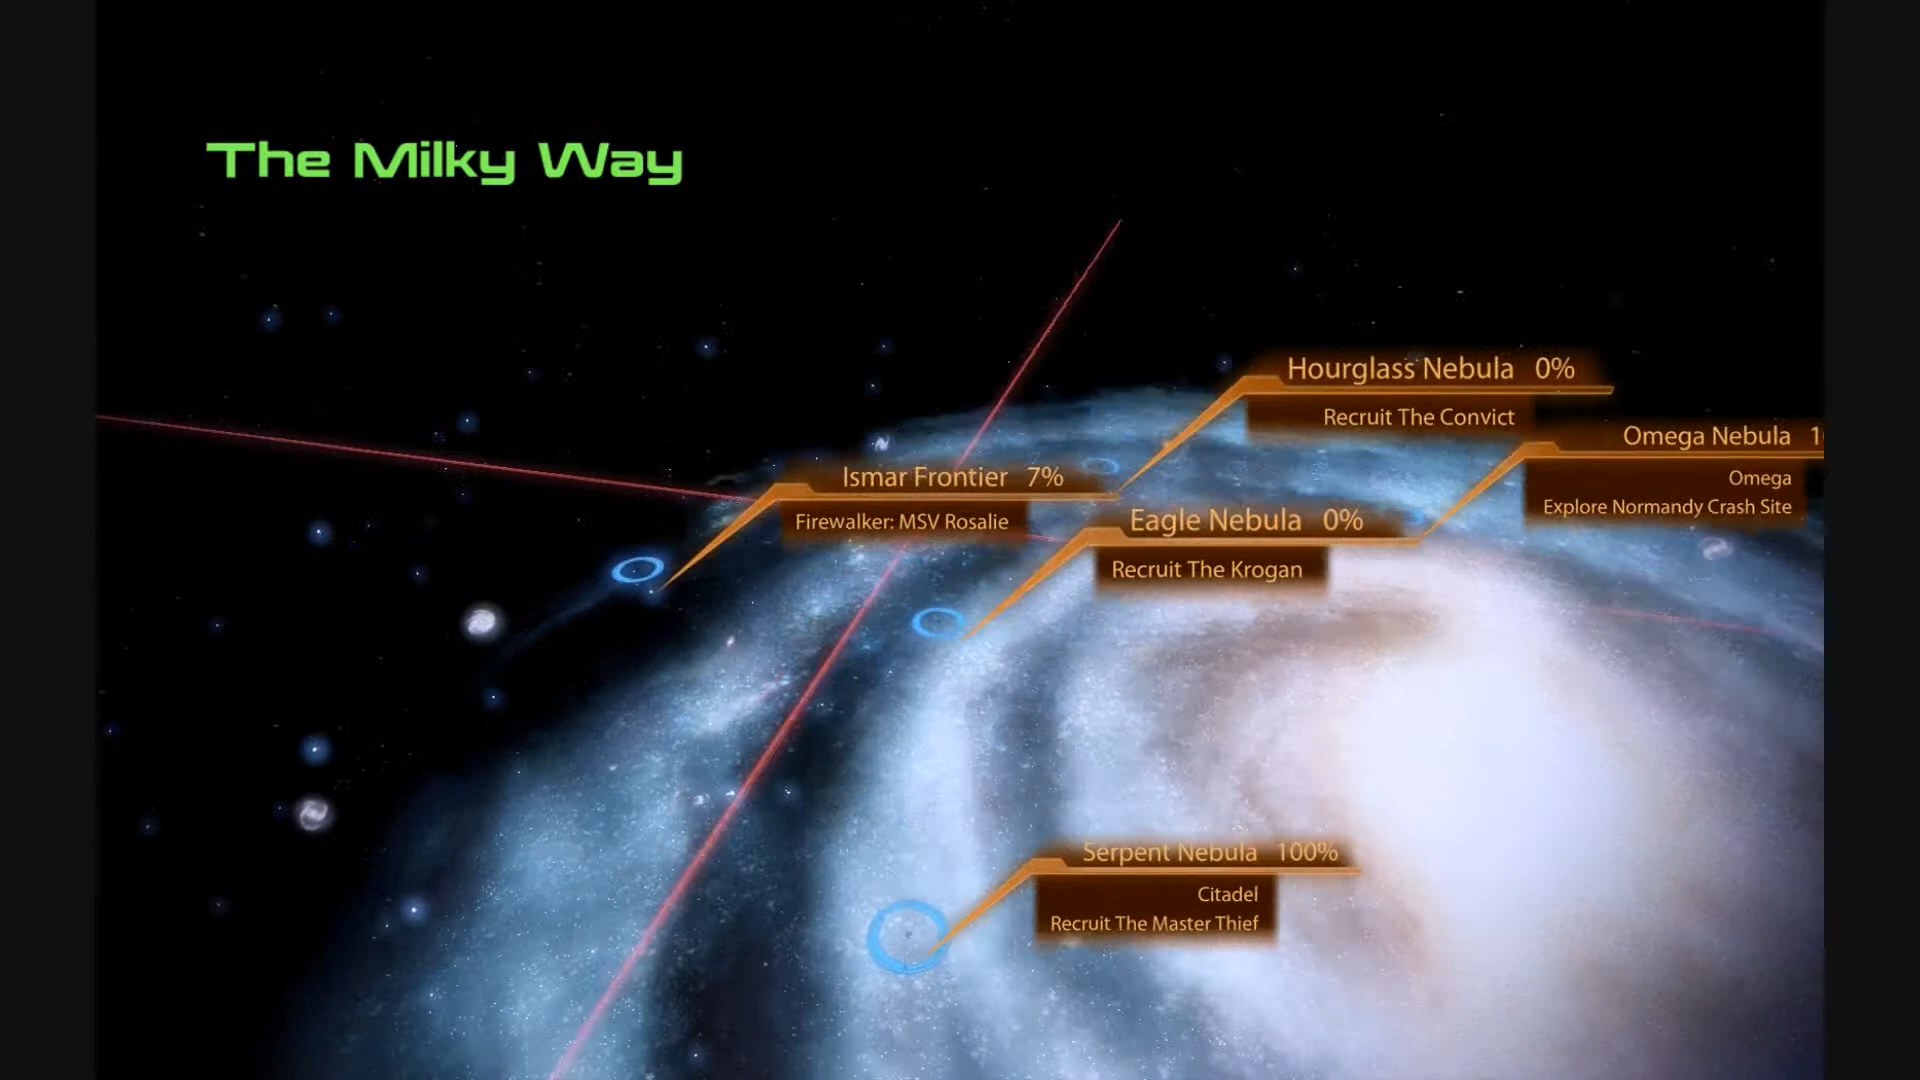 The Milky Way
Hourglass Nebula 0%
Recruit The Convict
Omega Nebula
Omega
Explore Normandy Crash Site
Ismar Frontier 7%
Firewalker: MSV Rosalie
Eagle Nebula 0%
Recruit The Krogan
Serpent Nebula 100%
Citadel
Recruit The Master Thief